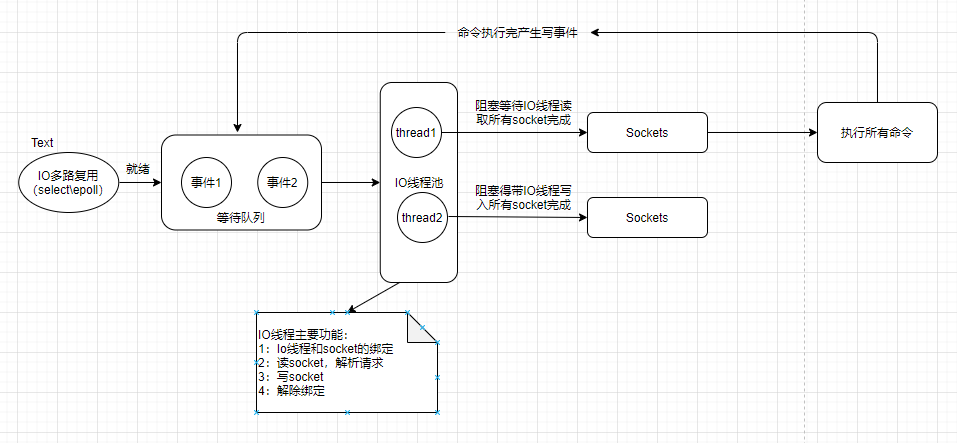 命令执行完产生写事件
Text
IO多路复用
（select\epoll）
就绪
事件1
事件2
等待队列
thread1
IO线程池
thread2
阻塞等待IO线程读
取所有socket完成
Sockets
执行所有命令
阻塞得带IO线程写
入所有socket完成
Sockets
IO线程主要功能：
1：Io线程和socket的绑定
2：读socket，解析请求
3：写socket
4：解除绑定